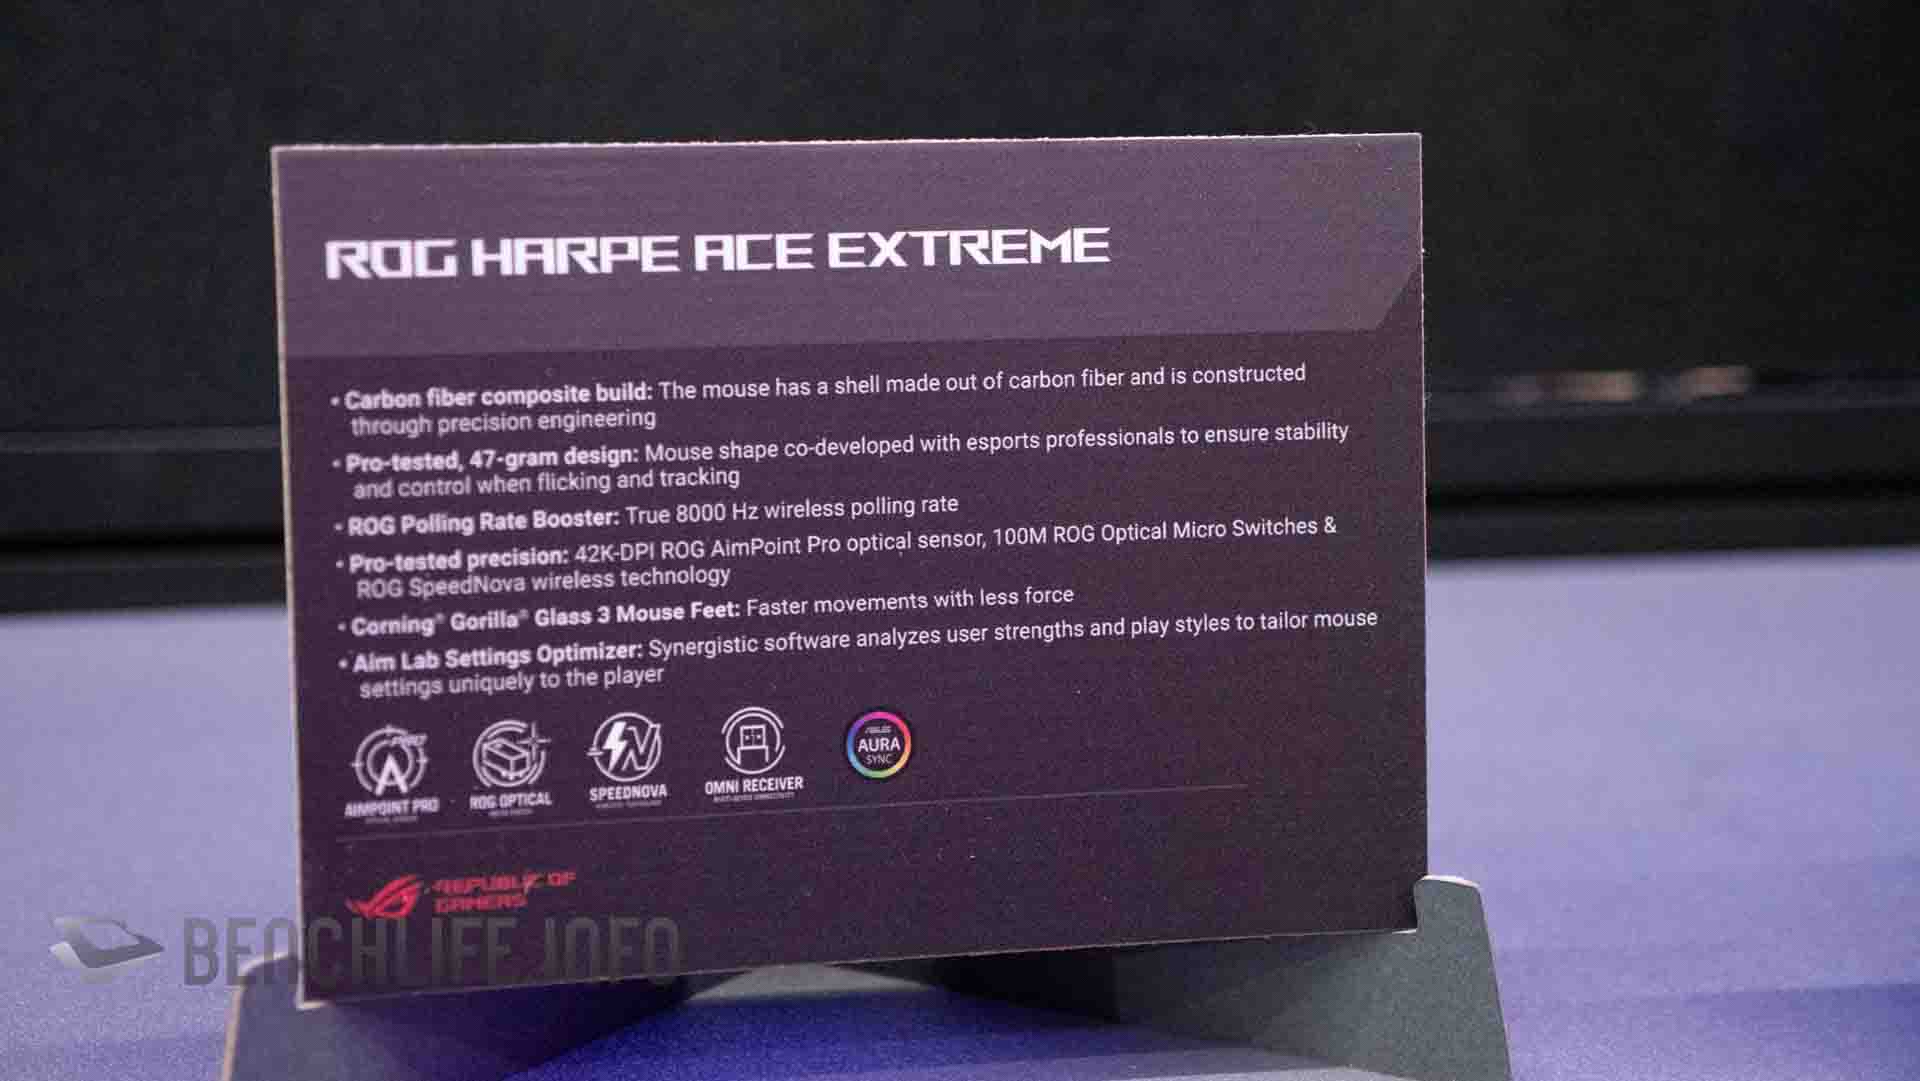 ROG HARPE ACE EXTREME
• Carbon fiber composite build: The mouse has a shell made out of carbon fiber and is constructed
through precision engineering
• Pro-tested, 47-gram design: Mouse shape co-developed with esports professionals to ensure stability
and control when flicking and tracking
• ROG Polling Rate Booster: True 8000 Hz wireless polling rate
• Pro-tested precision: 42K-DPI ROG AimPoint Pro optical sensor, 100M ROG Optical Micro Switches &
ROG SpeedNova wireless technology
• Corning® Gorilla® Glass 3 Mouse Feet: Faster movements with less force
• Aim Lab Settings Optimizer: Synergistic software analyzes user strengths and play styles to tailor mouse
settings uniquely to the player
AIMPOINT PRO
ROG OPTICAL
SPEEDNOVA
OMNI RECEIVER
ASUS
AURA
SYNC
REPUBLIC OF
GAMERS
BENCHLIFE.INFO